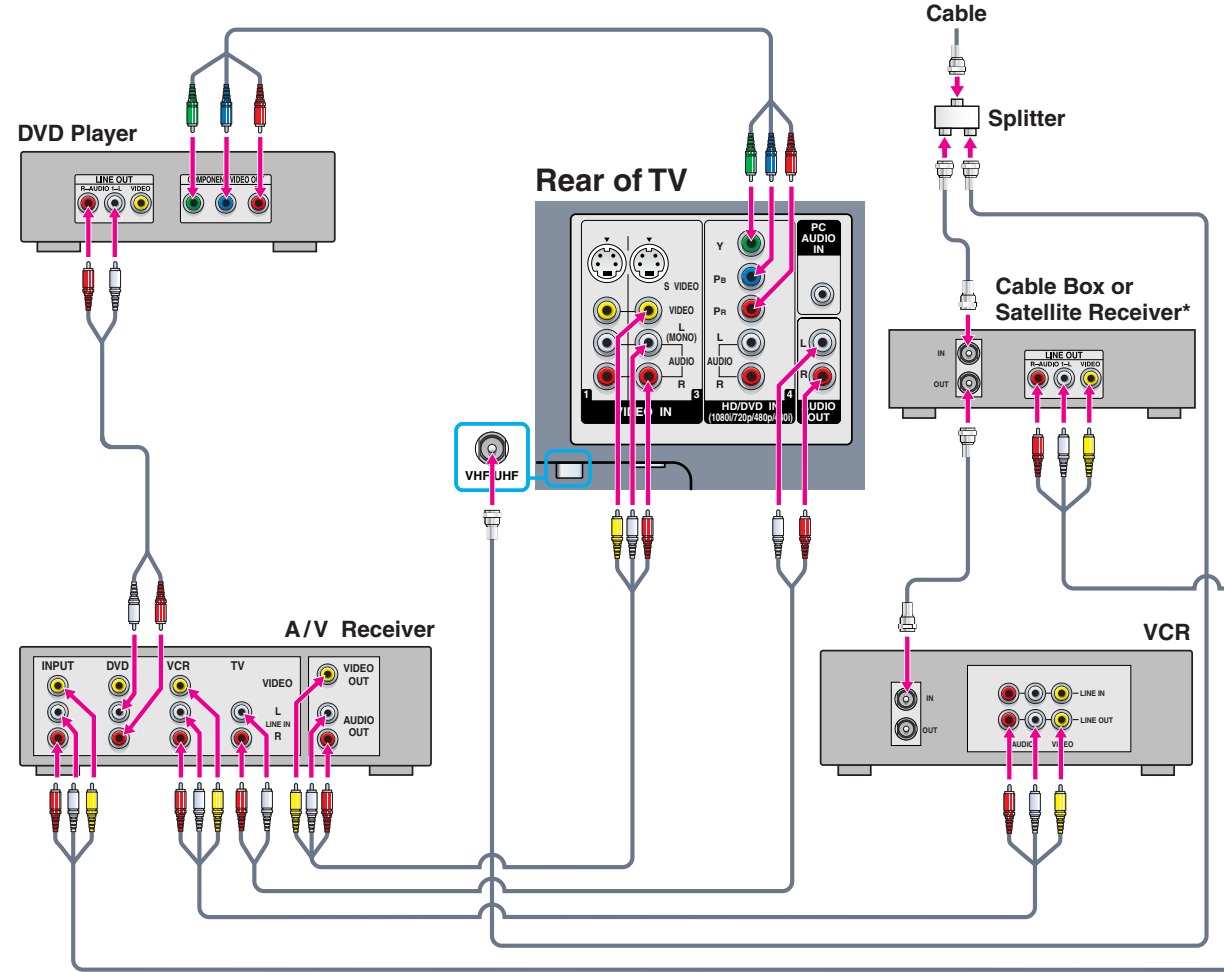 Cable
Splitter
DVD Player
LINE OUT
R–AUDIO 1–L VIDEO
COMPONENT VIDEO OUT
Rear of TV
S VIDEO
VIDEO
L
(MONO)
AUDIO
R
1
3
VIDEO IN
Y
PB
PR
L
AUDIO
R
4
HD/DVD IN
(1080i/720p/480p/480i)
PC
AUDIO
IN
L
R
AUDIO
OUT
VHF/UHF
Cable Box or
Satellite Receiver*
IN
OUT
LINE OUT
R–AUDIO 1–L VIDEO
A/V Receiver
INPUT DVD VCR TV
VIDEO
L
LINE IN
R
VIDEO
OUT
AUDIO
OUT
VCR
IN
OUT
LINE IN
LINE OUT
AUDIO VIDEO